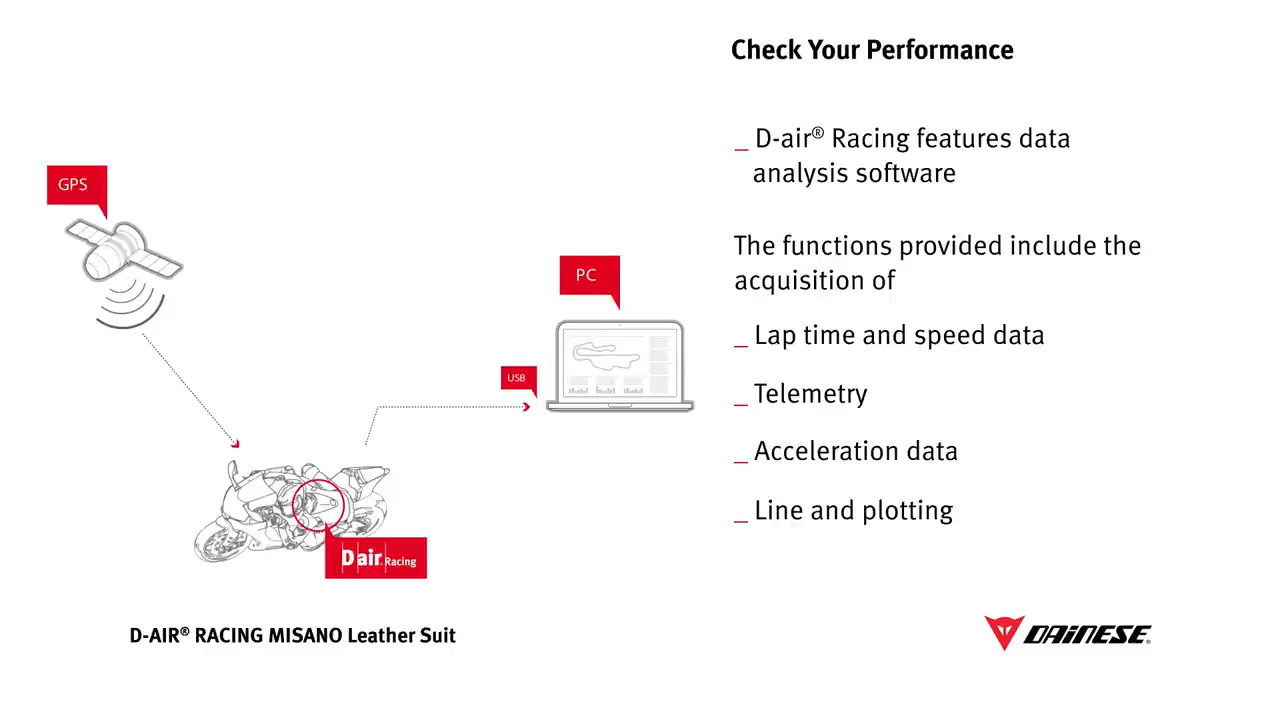 Check Your Performance
_ D-air® Racing features data
analysis software
The functions provided include the
acquisition of
_ Lap time and speed data
_ Telemetry
_ Acceleration data
_ Line and plotting
GPS
PC
USB
D air® Racing
D-AIR® RACING MISANO Leather Suit
DAINESE®